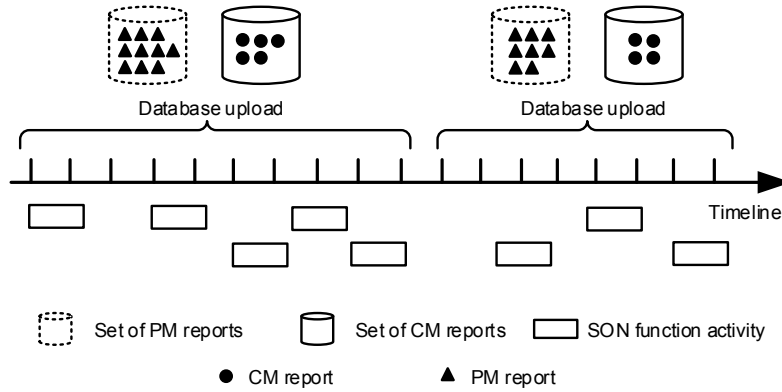 Database upload
Database upload
Timeline
Set of PM reports
Set of CM reports
SON function activity
CM report
PM report